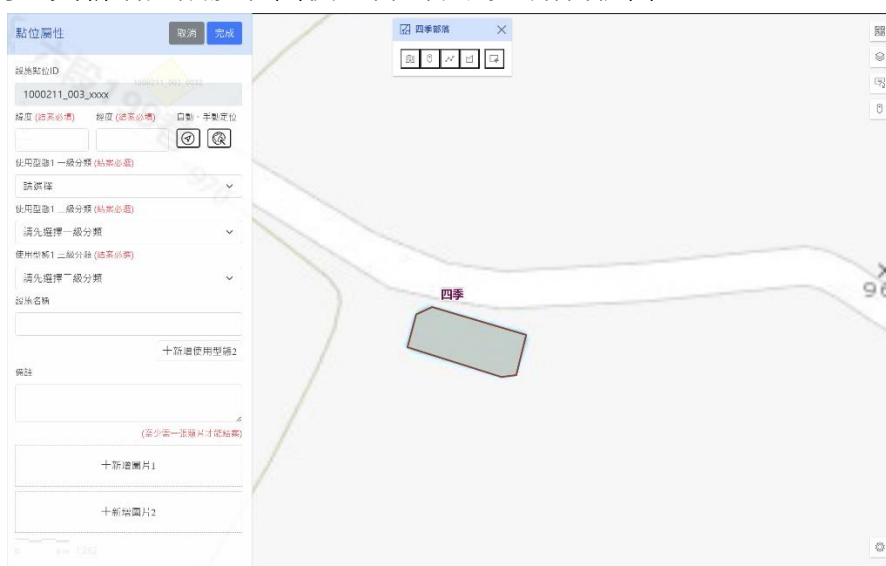 點位屬性
取消
完成
設施點位ID
1000211_003_xxxx
緯度 (結案必填)
經度 (結案必填)
自動、手動定位
使用型態1 一級分類 (結案必選)
請選擇
使用型態1 二級分類 (結案必選)
請先選擇一級分類
使用型態1 三級分類 (結案必選)
請先選擇二級分類
設施名稱
十新增使用型態2
備註
(至少需一張照片才能結案)
十新增圖片1
十新增圖片2
四季部落
四季
96